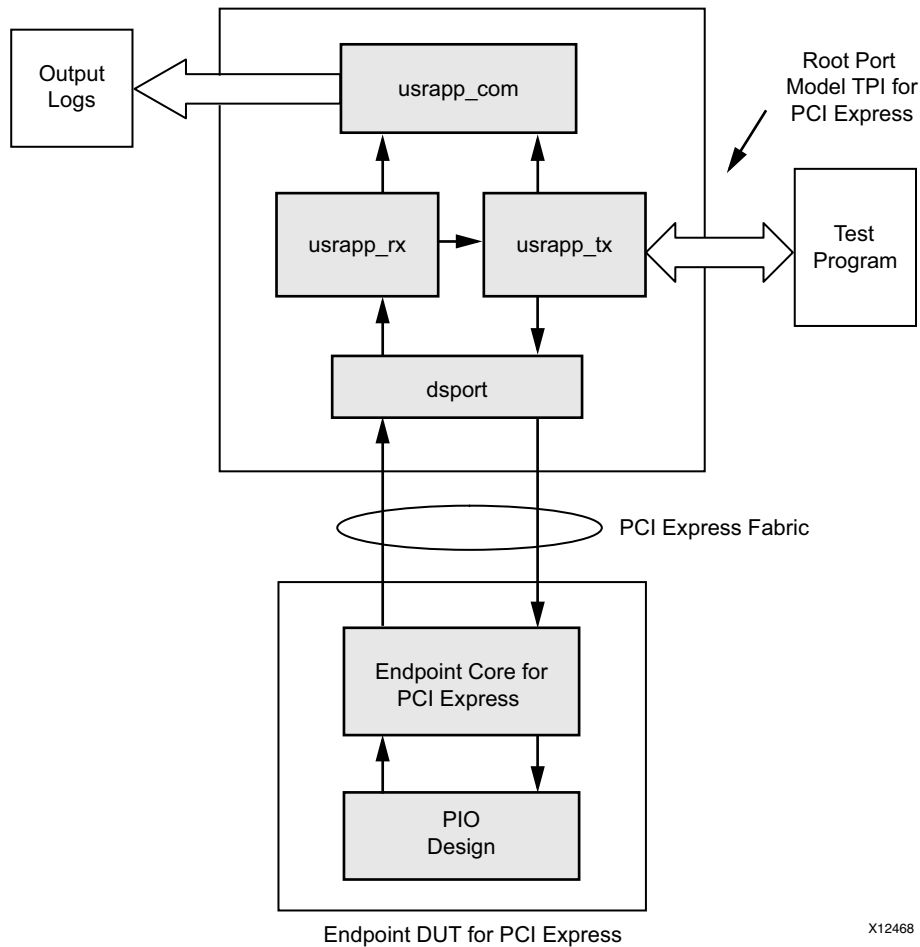 Output
Logs
usrapp_com
Root Port
Model TPI for
PCI Express
usrapp_rx
usrapp_tx
Test
Program
dsport
PCI Express Fabric
Endpoint Core for
PCI Express
PIO
Design
Endpoint DUT for PCI Express
X12468